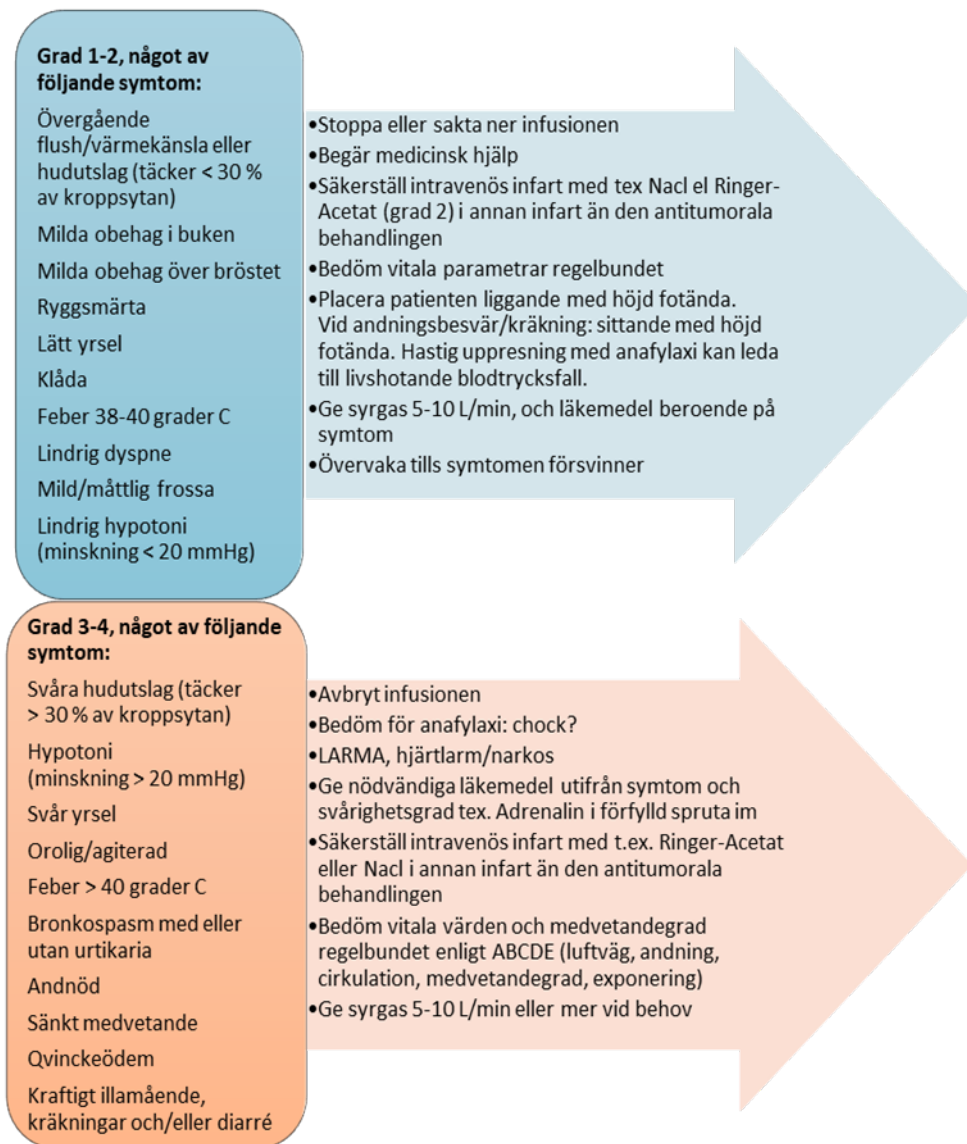 Grad 1-2, något av
följande symtom:
Övergående
flush/värmekänsla eller
hudutslag (täcker < 30 %
av kroppsytan)
Milda obehag i buken
Milda obehag över bröstet
Ryggsmärta
Lätt yrsel
Klåda
Feber 38-40 grader C
Lindrig dyspne
Mild/måttlig frossa
Lindrig hypotoni
(minskning < 20 mmHg)
•Stoppa eller sakta ner infusionen
•Begär medicinsk hjälp
•Säkerställ intravenös infart med tex Nacl el Ringer-
Acetat (grad 2) i annan infart än den antitumorala
behandlingen
•Bedöm vitala parametrar regelbundet
•Placera patienten liggande med höjd fotända.
Vid andningsbesvär/kräkning: sittande med höjd
fotända. Hastig uppresning med anafylaxi kan leda
till livshotande blodtrycksfall.
•Ge syrgas 5-10 L/min, och läkemedel beroende på
symtom
•Övervaka tills symtomen försvinner
Grad 3-4, något av följande
symtom:
Svåra hudutslag (täcker
> 30 % av kroppsytan)
Hypotoni
(minskning > 20 mmHg)
Svår yrsel
Orolig/agiterad
Feber > 40 grader C
Bronkospasm med eller
utan urtikaria
Andnöd
Sänkt medvetande
Qvinckeödem
Kraftigt illamående,
kräkningar och/eller diarré
•Avbryt infusionen
•Bedöm för anafylaxi: chock?
•LARMA, hjärtlarm/narkos
•Ge nödvändiga läkemedel utifrån symtom och
svårighetsgrad tex. Adrenalin i förfylld spruta im
•Säkerställ intravenös infart med t.ex. Ringer-Acetat
eller Nacl i annan infart än den antitumorala
behandlingen
•Bedöm vitala värden och medvetandegrad
regelbundet enligt ABCDE (luftväg, andning,
cirkulation, medvetandegrad, exponering)
•Ge syrgas 5-10 L/min eller mer vid behov